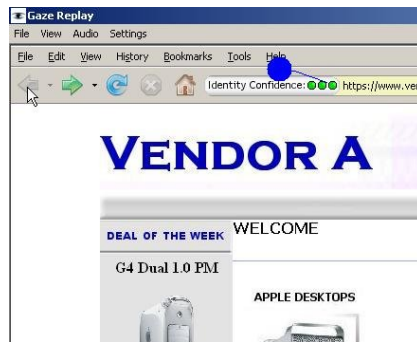 Gaze Replay
File View Audio Settings
File Edit View History Bookmarks Tools Help
Identity Confidence: https://www.ve
VENDOR A
DEAL OF THE WEEK
WELCOME
G4 Dual 1.0 PM
APPLE DESKTOPS